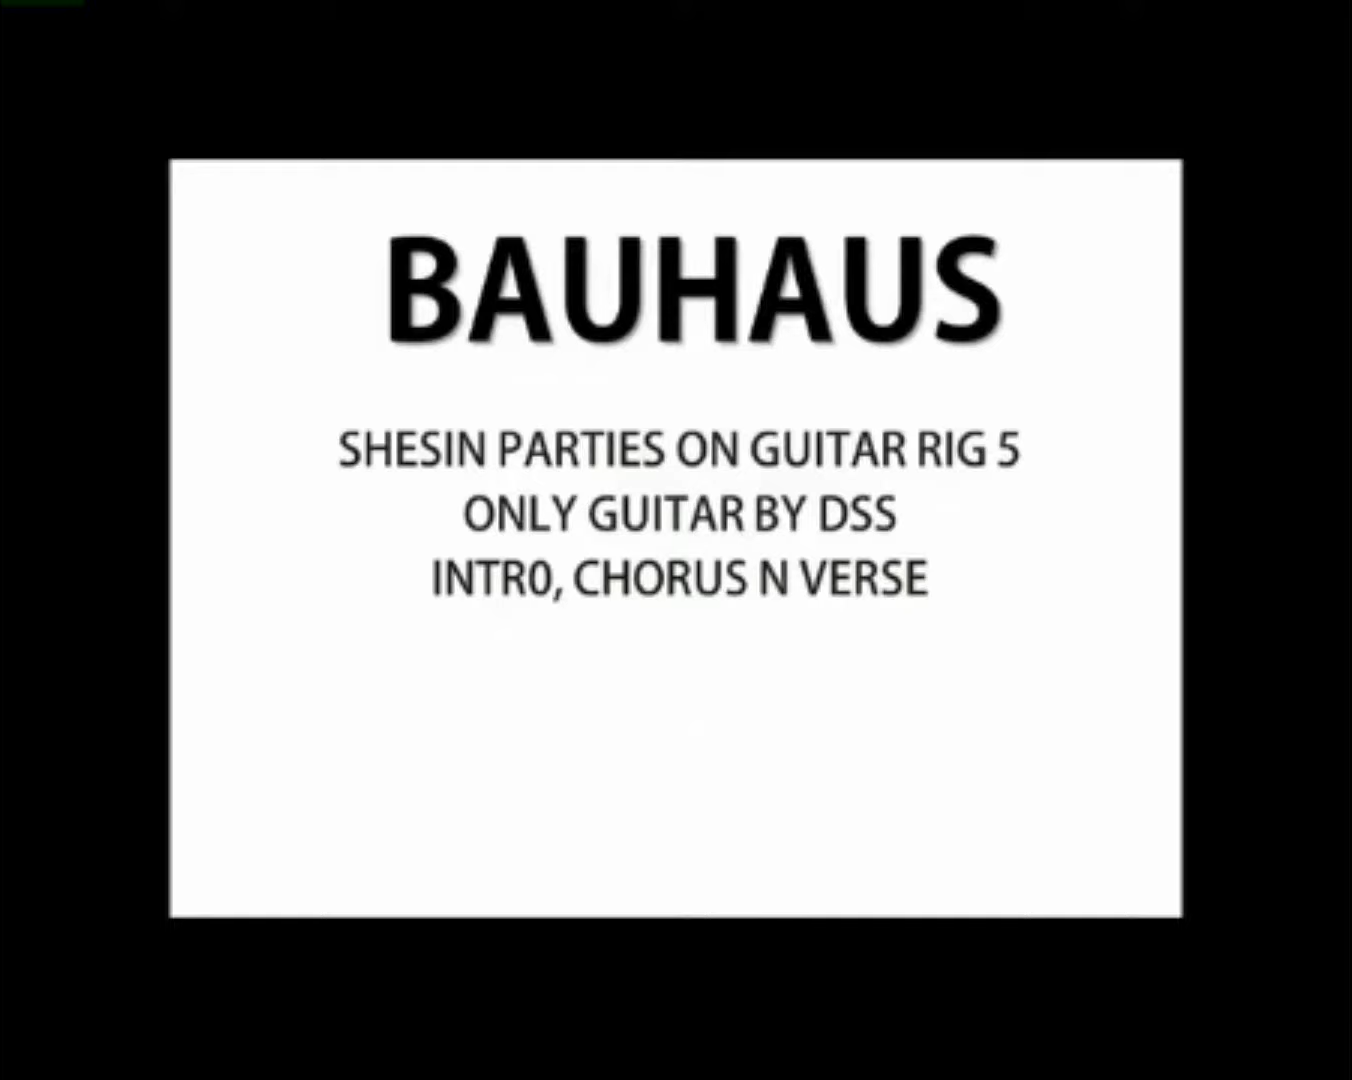 BAUHAUS
SHESIN PARTIES ON GUITAR RIG 5
ONLY GUITAR BY DSS
INTR0, CHORUS N VERSE